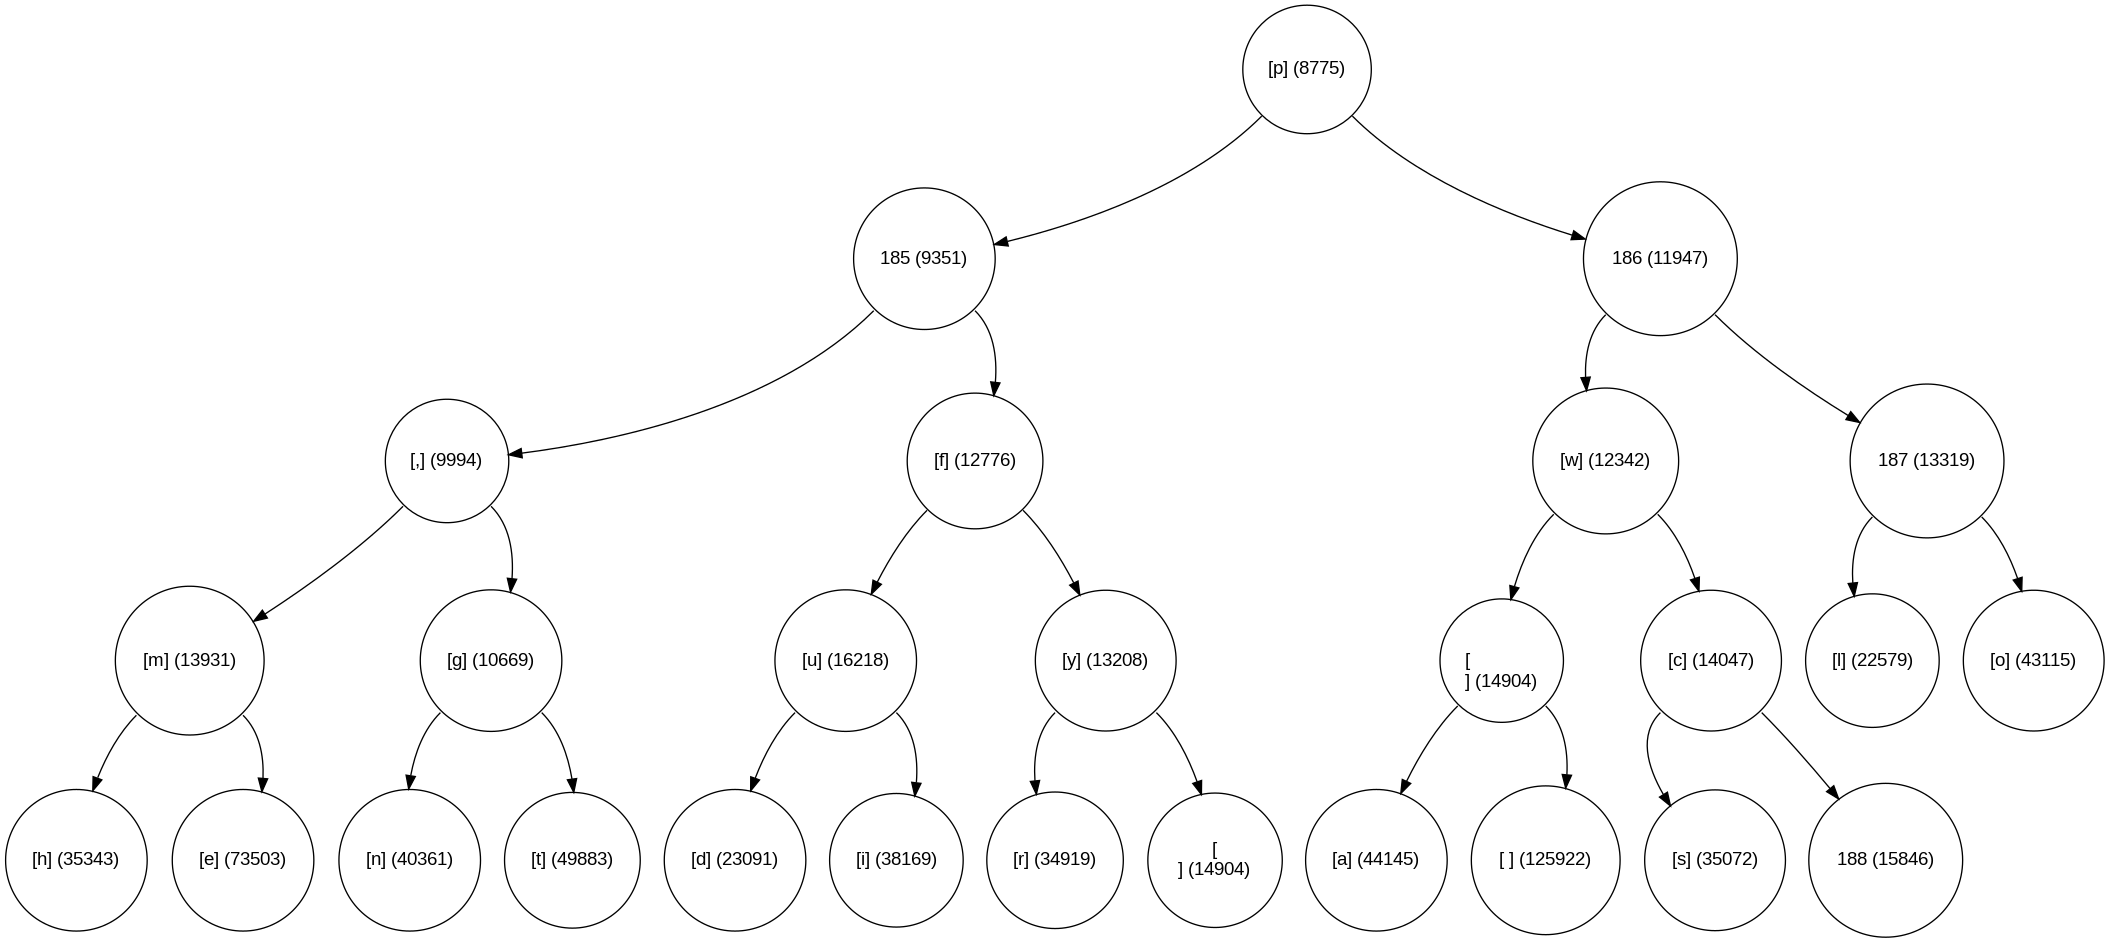 [p] (8775)
185 (9351)
186 (11947)
[,] (9994)
[f] (12776)
[w] (12342)
187 (13319)
[m] (13931)
[g] (10669)
[u] (16218)
[y] (13208)
[
] (14904)
[c] (14047)
[l] (22579)
[o] (43115)
[h] (35343)
[e] (73503)
[n] (40361)
[t] (49883)
[d] (23091)
[i] (38169)
[r] (34919)
[
] (14904)
[a] (44145)
[ ] (125922)
[s] (35072)
188 (15846)